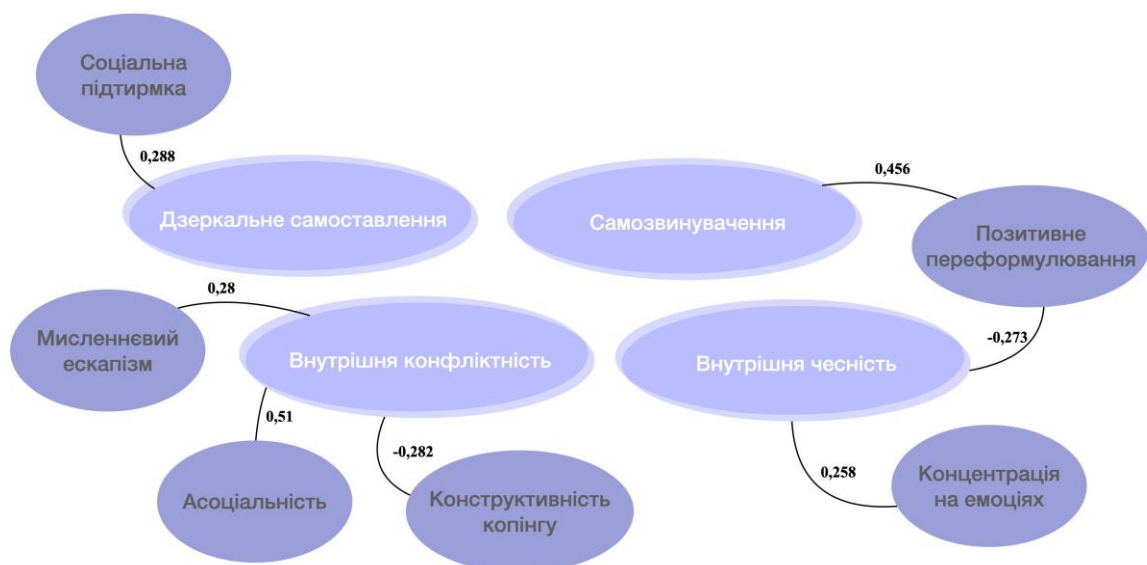 Соціальна
підтирмка
0,288
Дзеркальне самоставлення
Самозвинувачення
0,456
Позитивне
переформулювання
0,28
Мисленнєвий
ескапізм
Внутрішня конфліктність
Внутрішня чесність
-0,273
0,51
Асоціальність
-0,282
Конструктивність
копінгу
0,258
Концентрація
на емоціях